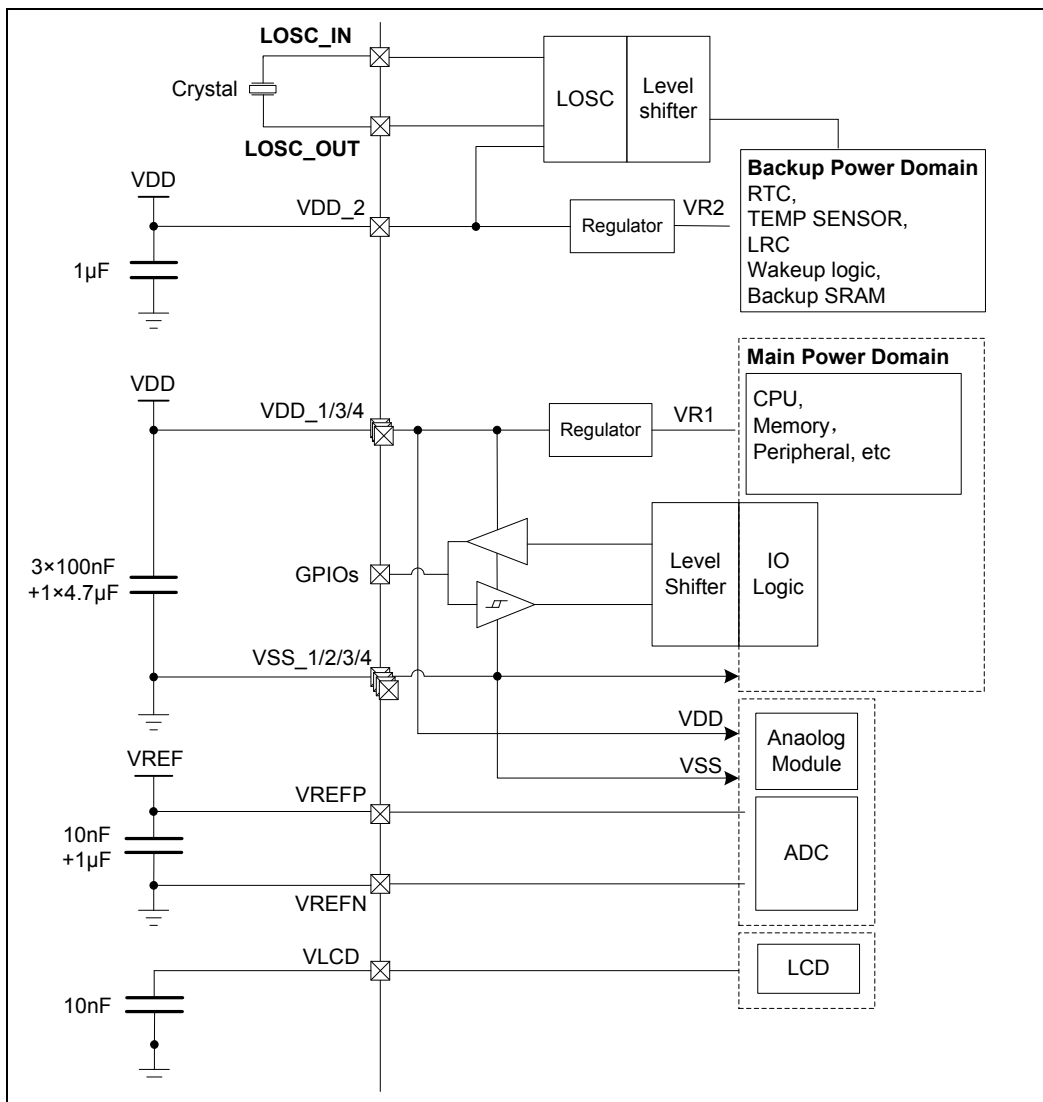 LOSC_IN
Crystal
LOSC_OUT
LOSC
Level
shifter
VDD
VDD_2
1µF
Regulator
VR2
Backup Power Domain
RTC,
TEMP SENSOR,
LRC
Wakeup logic,
Backup SRAM
VDD
VDD_1/3/4
Regulator
VR1
Main Power Domain
CPU,
Memory，
Peripheral, etc
3×100nF
+1×4.7µF
GPIOs
Level
Shifter
IO
Logic
VSS_1/2/3/4
VDD
VSS
Anaolog
Module
VREF
VREFP
10nF
+1µF
VREFN
ADC
VLCD
10nF
LCD